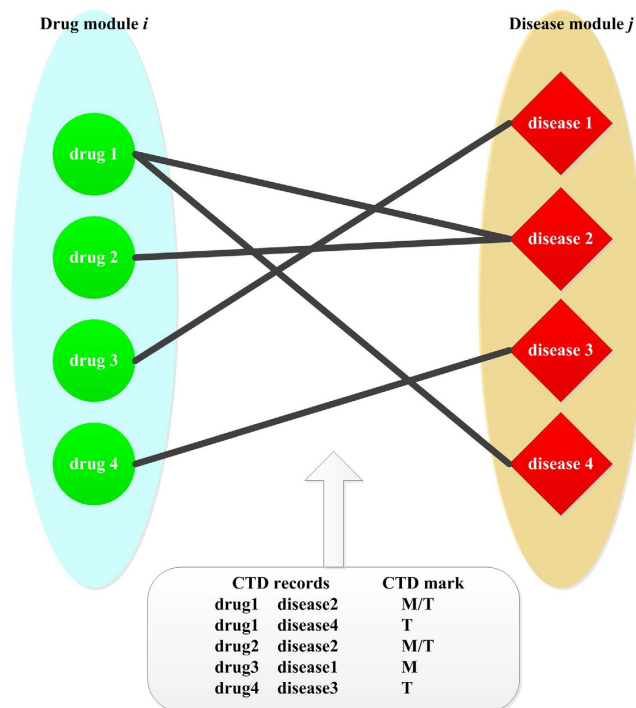 Drug module i
Disease module j
drug 1
drug 2
drug 3
drug 4
disease 1
disease 2
disease 3
disease 4
CTD records CTD mark
drug1 disease2 M/T
drug1 disease4 T
drug2 disease2 M/T
drug3 disease1 M
drug4 disease3 T